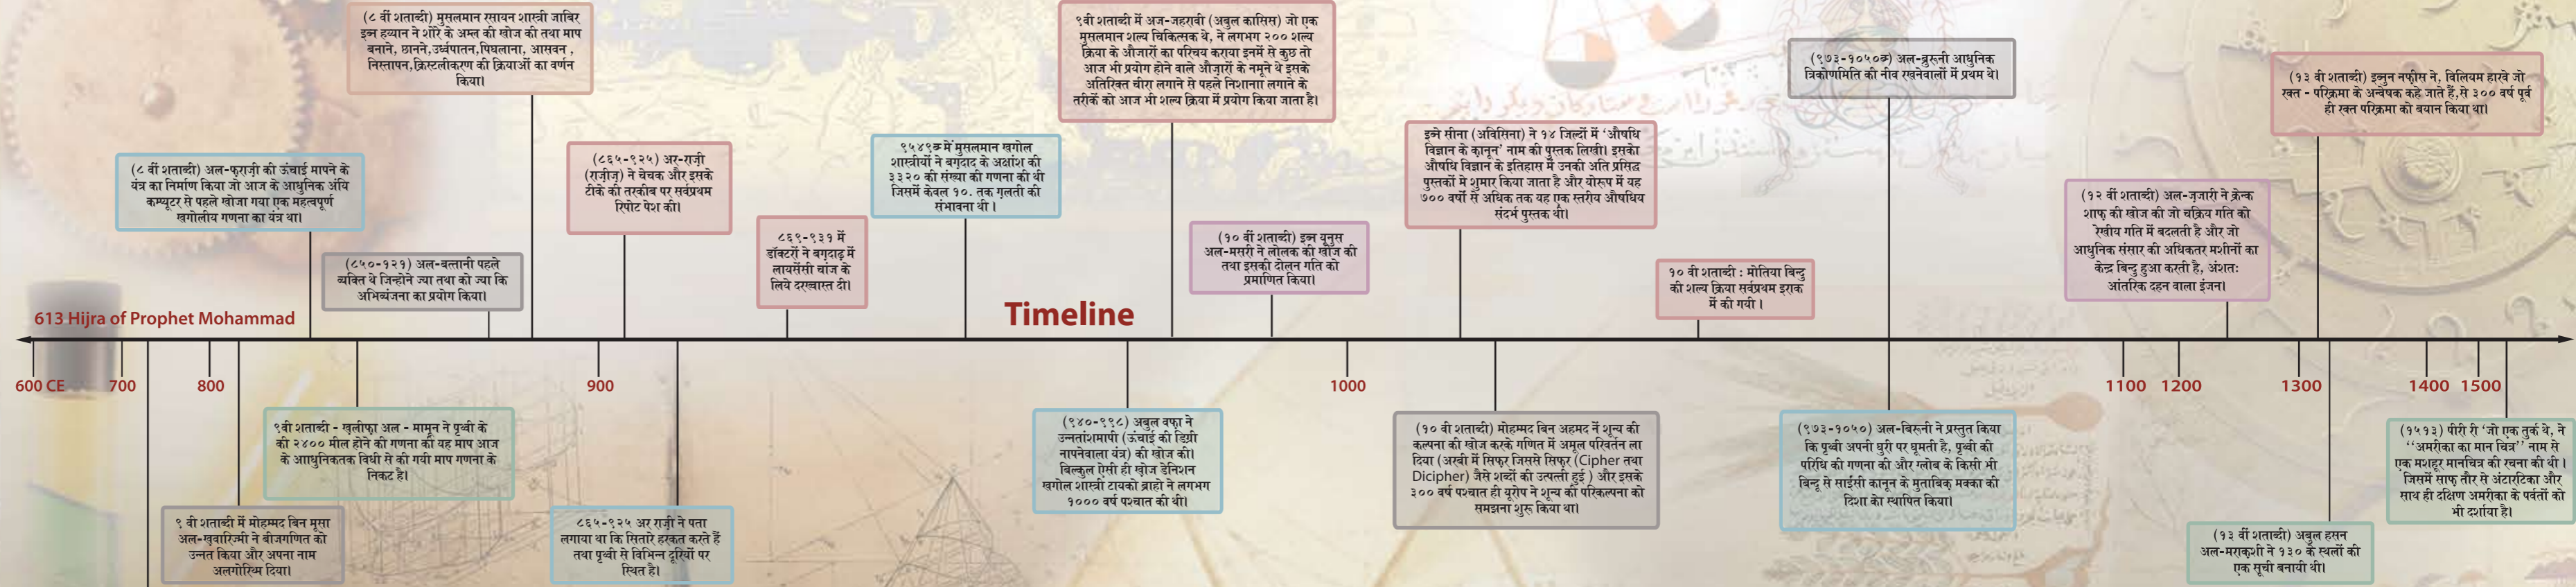 (८ वीं शताब्दी) मुसलमान रसायन शास्त्री जाबिर
इब्न हय्यान ने शोरे के अम्ल की खोज की तथा माप
बनाने, छानने,उर्ध्वपातन,पिघलाना, आसवन ,
निस्तापन,क्रिस्टलीकरण की क्रियाओं का वर्णन
किया।
९वी शताब्दी में अज-जहरावी (अबुल कासिस) जो एक
मुसलमान शल्य चिकित्सक थे, ने लगभग २०० शल्य
क्रिया के औजारों का परिचय कराया इनमें से कुछ तो
आज भी प्रयोग होने वाले औज़ारों के नमूने थे इसके
अतिरिक्त चीरा लगाने से पहले निशानाा लगाने के
तरीकें को आज भी शल्य क्रिया में प्रयोग किया जाता है।
(९७३-१०५०क) अल-ब्रुरूनी आधुनिक
त्रिकोणमिति की नीव रखनेवालों में प्रथम थे।
(१३ वी शताब्दी) इब्नुन नफ़ीस ने, विलियम हारवे जो
रक्त - परिक्रमा के अन्वेषक कहे जाते हैं,से ३०० वर्ष पूर्व
ही रक्त परिक्रमा को बयान किया था।
(८ वीं शताब्दी) अल-फ़राज़ी की ऊंचाई मापने के
यंत्र का निर्माण किया जो आज के आधुनिक अंयि
कम्प्यूटर से पहले खोजा गया एक महत्वपूर्ण
खगोलीय गणना का यंत्र था।
(८६५-९२५) अर-राज़ी
(राज़ीज़) ने चेचक और इसके
टीके की तरकीब पर सर्वप्रथम
रिपोट पेश की।
९५४९क में मुसलमान खगोल
शास्त्रीयों ने बग़दाद के अक्षांश की
३३२० की संख्या की गणना की थी
जिसमें केवल १०. तक ग़लती की
संभावना थी ।
इब्ने सीना (अविसिना) ने १४ जिल्दों में ‘औषधि
विज्ञान के क़ानून’ नाम की पुस्तक लिखी। इसको
औषधि विज्ञान के इतिहास में उनकी अति प्रसिद्व
पुस्तकों मे शुमार किया जाता है और योरूप में यह
७०० वर्षों से अधिक तक यह एक स्तरीय औषधिय
संदर्भ पुस्तक थी।
(१२ वीं शताब्दी) अल-ज़जारी ने क्रेन्क
शाफ़ की खोज की जो चक्रिय गति को
रेखीय गति में बदलती है और जो
आधुनिक संसार की अधिकतर मशीनों का
केन्द्र बिन्दु हुआ करती है, अंशतः
आंतरिक दहन वाला इंजन।
८६९-९३१ में
डॉक्टरों ने बग़दाढ़ में
लायसेंसी चांज के
लिये दरख्वास्त दी।
(१० वीं शताब्दी) इब्न यूनुस
अल-मसरी ने लोलक की खोज की
तथा इसकी दोलन गति को
प्रमाणित किया।
(८५०-१२१) अल-बत्तानी पहले
व्यक्ति थे जिन्होने ज्या तथा को ज्या कि
अभिव्यंजना का प्रयोग किया।
१० वी शताब्दी : मोतिया बिन्दु
की शल्य क्रिया सर्वप्रथम इराक
में की गयी ।
613 Hijra of Prophet Mohammad
Timeline
600 CE 700 800 900 1000 1100 1200 1300 1400 1500
९वी शताब्दी - ख़लीफ़ा अल - मामून ने पृथ्वी के
की २४०० मील होने की गणना की यह माप आज
के आाधुनिकतक विधी से की गयी माप गणना के
निकट है।
(९४०-९९८) अबुल वफ़ा ने
उन्नतांशमापी (ऊंचाई की डिग्री
नापनेवाला यंत्र) की खोज की।
बिल्कुल ऐसी ही खोज डेनिशन
खगोल शास्त्री टायको ब्राहो ने लगभग
१००० वर्ष पश्चात की थी।
(१० वीं शताब्दी) मोहम्मद बिन अहमद नें शून्य की
कल्पना की खोज करके गणित में अमूल परिवर्तन ला
दिया (अरबी में सिफ़र जिससे सिफ़र (Cipher तथा
Dicipher) जैसे शब्दों की उत्पत्ती हुई ) और इसके
३०० वर्ष पश्चात ही यूरोप ने शून्य की परिकल्पना को
समझना शुरू किया था।
(९७३-१०५०) अल-बिरूनी ने प्रस्तुत किया
कि पृथ्वी अपनी घुरी पर घूमती है, पृथ्वी की
परिधि की गणना की और ग्लोब के किसी भी
बिन्दू से साईंसी कानून के मुताबिक़ मक्का की
दिशा को स्थापित किया।
(१५१३) पीरी री ‘जो एक तुर्क थे, ने
‘‘अमरीका का मान चित्र’’ नाम से
एक मशहूर मानचित्र की रचना की थी ।
जिसमें साफ़ तौर से अंटारटिका और
साथ ही दक्षिण अमरीका के पर्वतों को
भी दर्शाया है।
९ वी शताब्दी में मोहम्मद बिन मूसा
अल-ख़्वारिज़्मी ने बीजगणित को
उन्नत किया और अपना नाम
अलगोरिथ्म दिया।
८६५-९२५ अर राज़ी ने पता
लगाया था कि सितारे हरकत करते हैं
तथा पृथ्वी से विभिन्न दूरियों पर
स्थित है।
(१३ वीं शताब्दी) अबुल हसन
अल-मराक़शी ने १३० के स्थलों की
एक सूची बनायी थी।